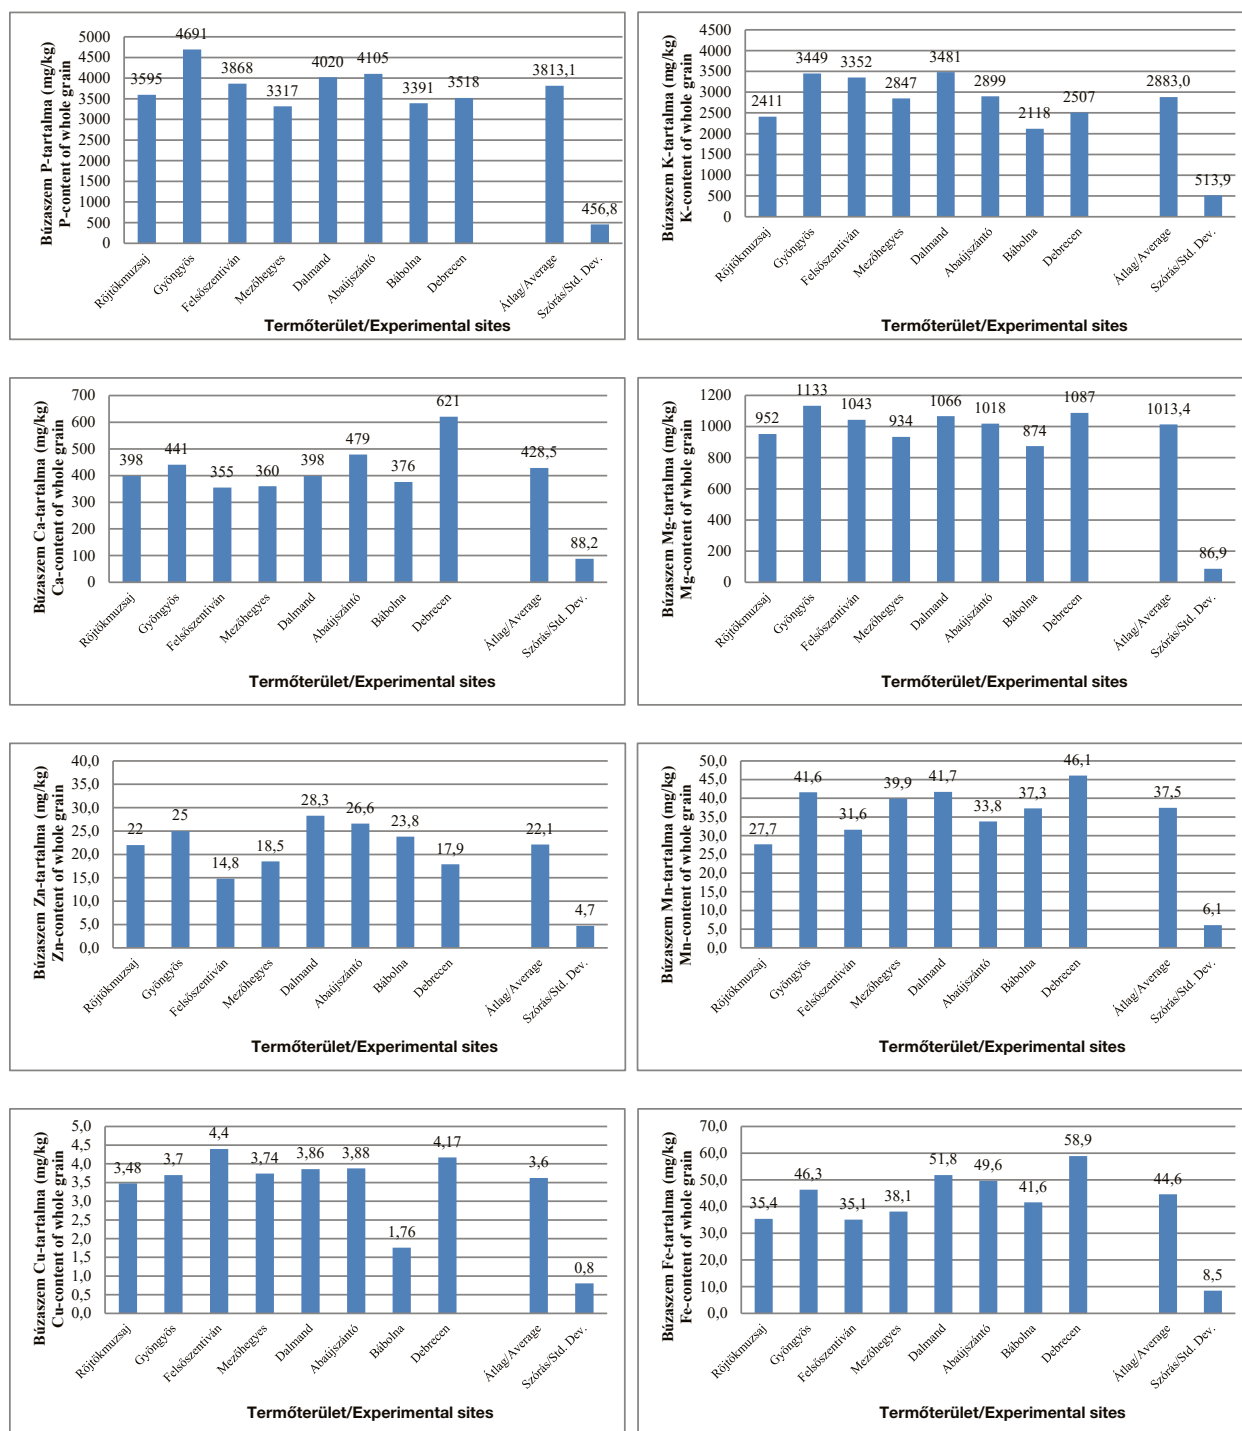 Búzaszem P-tartalma (mg/kg)
P-content of whole grain
5000
4500
4000
3500
3000
2500
2000
1500
1000
500
0
3595
4691
3868
3317
4020
4105
3391
3518
3813,1
456,8
Röjtökmuzsaj
Gyöngyös
Felsőszentiván
Mezőhegyes
Dalmand
Abaújszántó
Bábolna
Debrecen
Átlag/Average
Szórás/Std. Dev.
Termőterület/Experimental sites
Búzaszem K-tartalma (mg/kg)
K-content of whole grain
4500
4000
3500
3000
2500
2000
1500
1000
500
0
2411
3449
3352
2847
3481
2899
2118
2507
2883,0
513,9
Röjtökmuzsaj
Gyöngyös
Felsőszentiván
Mezőhegyes
Dalmand
Abaújszántó
Bábolna
Debrecen
Átlag/Average
Szórás/Std. Dev.
Termőterület/Experimental sites
Búzaszem Ca-tartalma (mg/kg)
Ca-content of whole grain
700
600
500
400
300
200
100
0
398
441
355
360
398
479
376
621
428,5
88,2
Röjtökmuzsaj
Gyöngyös
Felsőszentiván
Mezőhegyes
Dalmand
Abaújszántó
Bábolna
Debrecen
Átlag/Average
Szórás/Std. Dev.
Termőterület/Experimental sites
Búzaszem Mg-tartalma (mg/kg)
Mg-content of whole grain
1200
1000
800
600
400
200
0
952
1133
1043
934
1066
1018
874
1087
1013,4
86,9
Röjtökmuzsaj
Gyöngyös
Felsőszentiván
Mezőhegyes
Dalmand
Abaújszántó
Bábolna
Debrecen
Átlag/Average
Szórás/Std. Dev.
Termőterület/Experimental sites
Búzaszem Zn-tartalma (mg/kg)
Zn-content of whole grain
40,0
35,0
30,0
25,0
20,0
15,0
10,0
5,0
0,0
22
25
14,8
18,5
28,3
26,6
23,8
17,9
22,1
4,7
Röjtökmuzsaj
Gyöngyös
Felsőszentiván
Mezőhegyes
Dalmand
Abaújszántó
Bábolna
Debrecen
Átlag/Average
Szórás/Std. Dev.
Termőterület/Experimental sites
Búzaszem Mn-tartalma (mg/kg)
Mn-content of whole grain
50,0
45,0
40,0
35,0
30,0
25,0
20,0
15,0
10,0
5,0
0,0
27,7
41,6
31,6
39,9
41,7
33,8
37,3
46,1
37,5
6,1
Röjtökmuzsaj
Gyöngyös
Felsőszentiván
Mezőhegyes
Dalmand
Abaújszántó
Bábolna
Debrecen
Átlag/Average
Szórás/Std. Dev.
Termőterület/Experimental sites
Búzaszem Cu-tartalma (mg/kg)
Cu-content of whole grain
5,0
4,5
4,0
3,5
3,0
2,5
2,0
1,5
1,0
0,5
0,0
3,48
3,7
4,4
3,74
3,86
3,88
1,76
4,17
3,6
0,8
Röjtökmuzsaj
Gyöngyös
Felsőszentiván
Mezőhegyes
Dalmand
Abaújszántó
Bábolna
Debrecen
Átlag/Average
Szórás/Std. Dev.
Termőterület/Experimental sites
Búzaszem Fe-tartalma (mg/kg)
Fe-content of whole grain
70,0
60,0
50,0
40,0
30,0
20,0
10,0
0,0
35,4
46,3
35,1
38,1
51,8
49,6
41,6
58,9
44,6
8,5
Röjtökmuzsaj
Gyöngyös
Felsőszentiván
Mezőhegyes
Dalmand
Abaújszántó
Bábolna
Debrecen
Átlag/Average
Szórás/Std. Dev.
Termőterület/Experimental sites